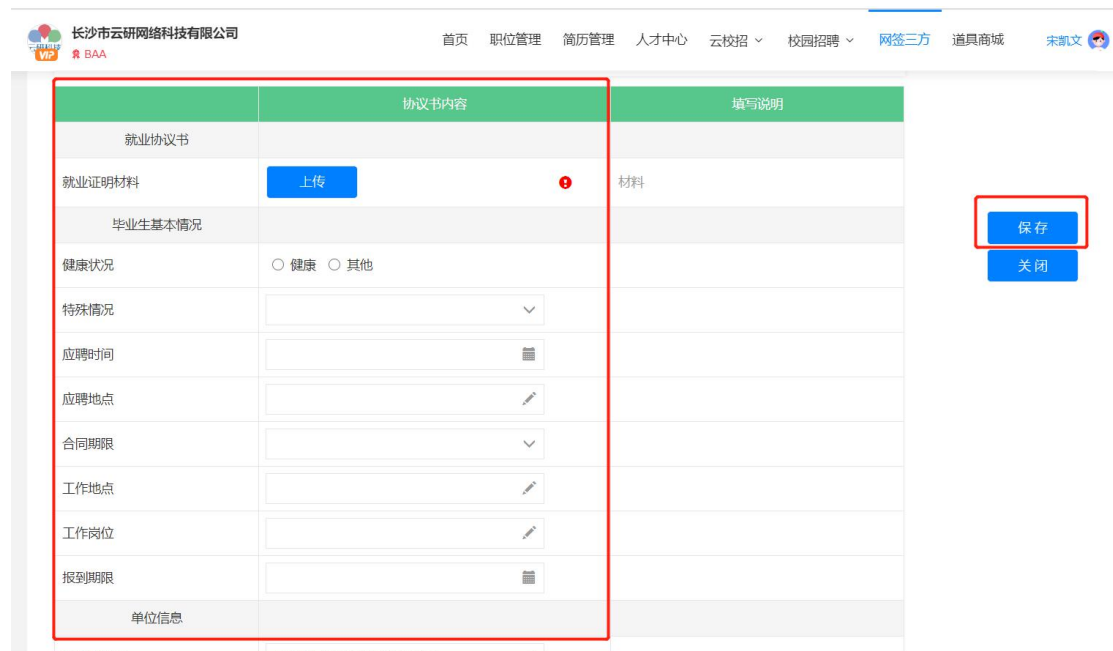 长沙市云研网络科技有限公司
BAA
VIP
首页 职位管理 简历管理 人才中心 云校招 校园招聘 网签三方 道具商城 宋凯文
协议书内容 填写说明
就业协议书
就业证明材料 上传 材料
毕业生基本情况
保存
健康状况 健康 其他
关闭
特殊情况
应聘时间
应聘地点
合同期限
工作地点
工作岗位
报到期限
单位信息